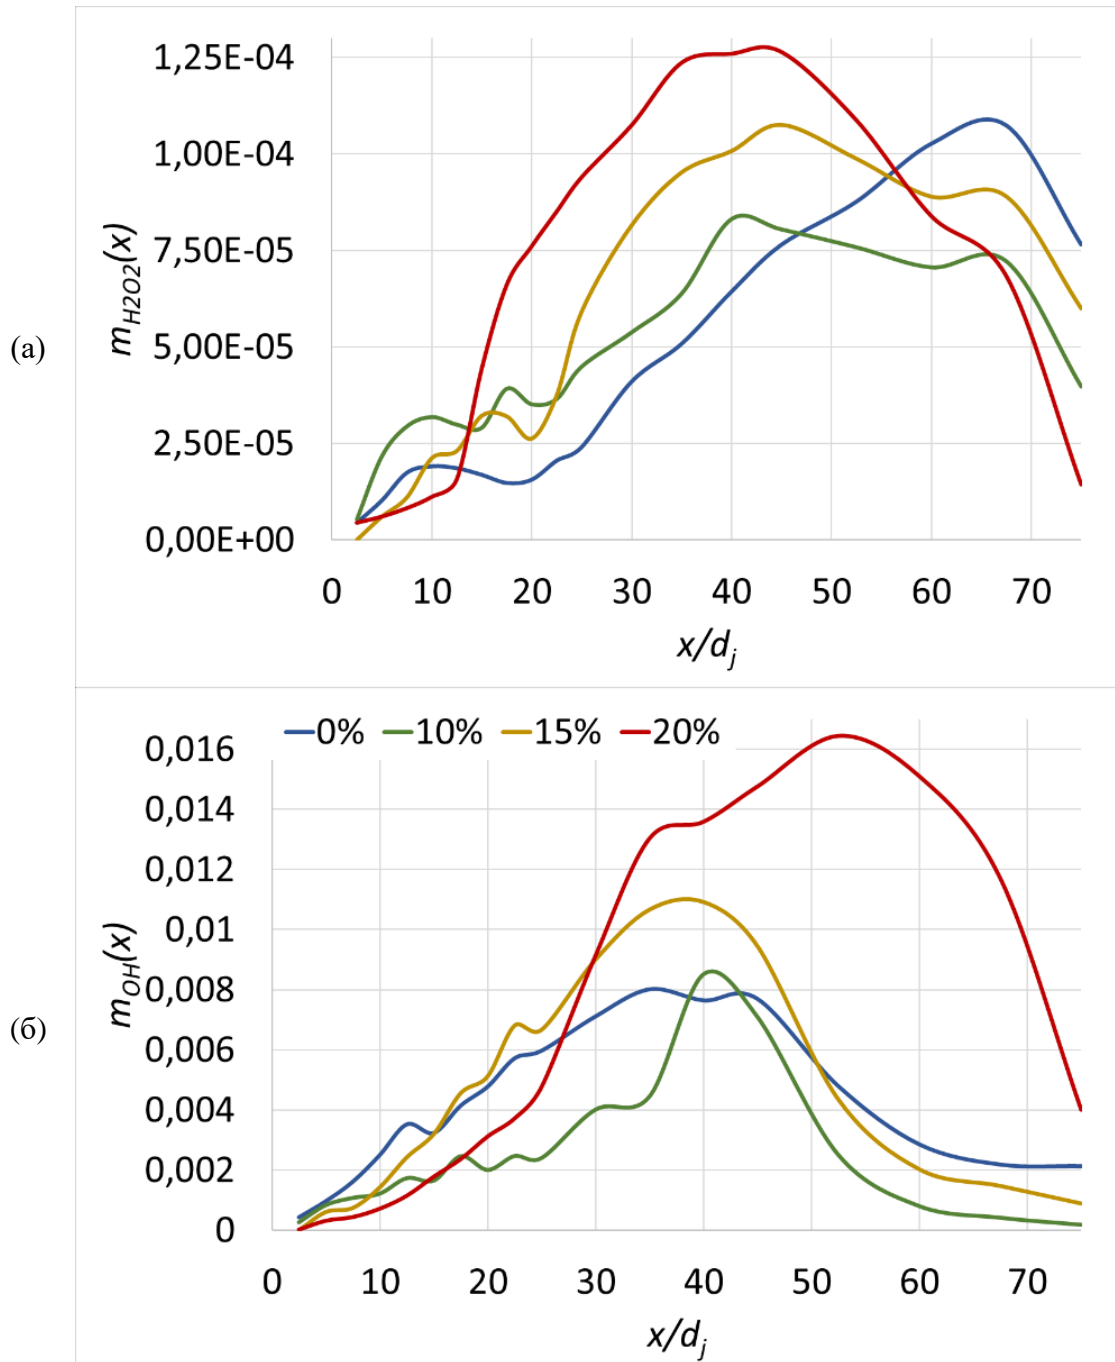 1,25E-04
1,00E-04
7,50E-05
5,00E-05
2,50E-05
0,00E+00
m_H2O2(x)
(а)
0 10 20 30 40 50 60 70
x/d_j
0% 10% 15% 20%
0,016
0,014
0,012
0,01
0,008
0,006
0,004
0,002
0
m_OH(x)
(б)
0 10 20 30 40 50 60 70
x/d_j